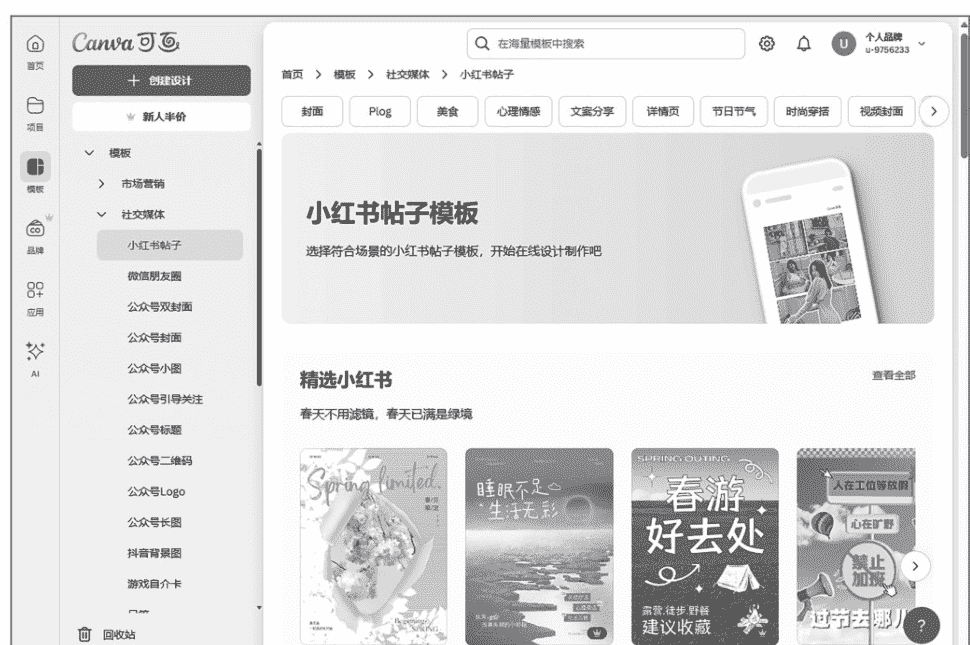 首页
项目
模板
品牌
应用
AI
Canva可画
创建设计
新人半价
模板
市场营销
社交媒体
小红书帖子
微信朋友圈
公众号双封面
公众号封面
公众号小图
公众号引导关注
公众号标题
公众号二维码
公众号Logo
公众号长图
抖音背景图
游戏自介卡
回收站
在海量模板中搜索
U
个人品牌
u-9756233
首页 > 模板 > 社交媒体 > 小红书帖子
封面 Plog 美食 心理情感 文案分享 详情页 节日节气 时尚穿搭 视频封面
小红书帖子模板
选择符合场景的小红书帖子模板，开始在线设计制作吧
精选小红书
查看全部
春天不用滤镜，春天已满是绿境
Spring limited.
睡眠不足
生活无彩
SPRING OUTING
春游
好去处
露营.徒步.野餐
建议收藏
人在工位等放假
心在旷野
禁止
加班
过节去哪儿
?